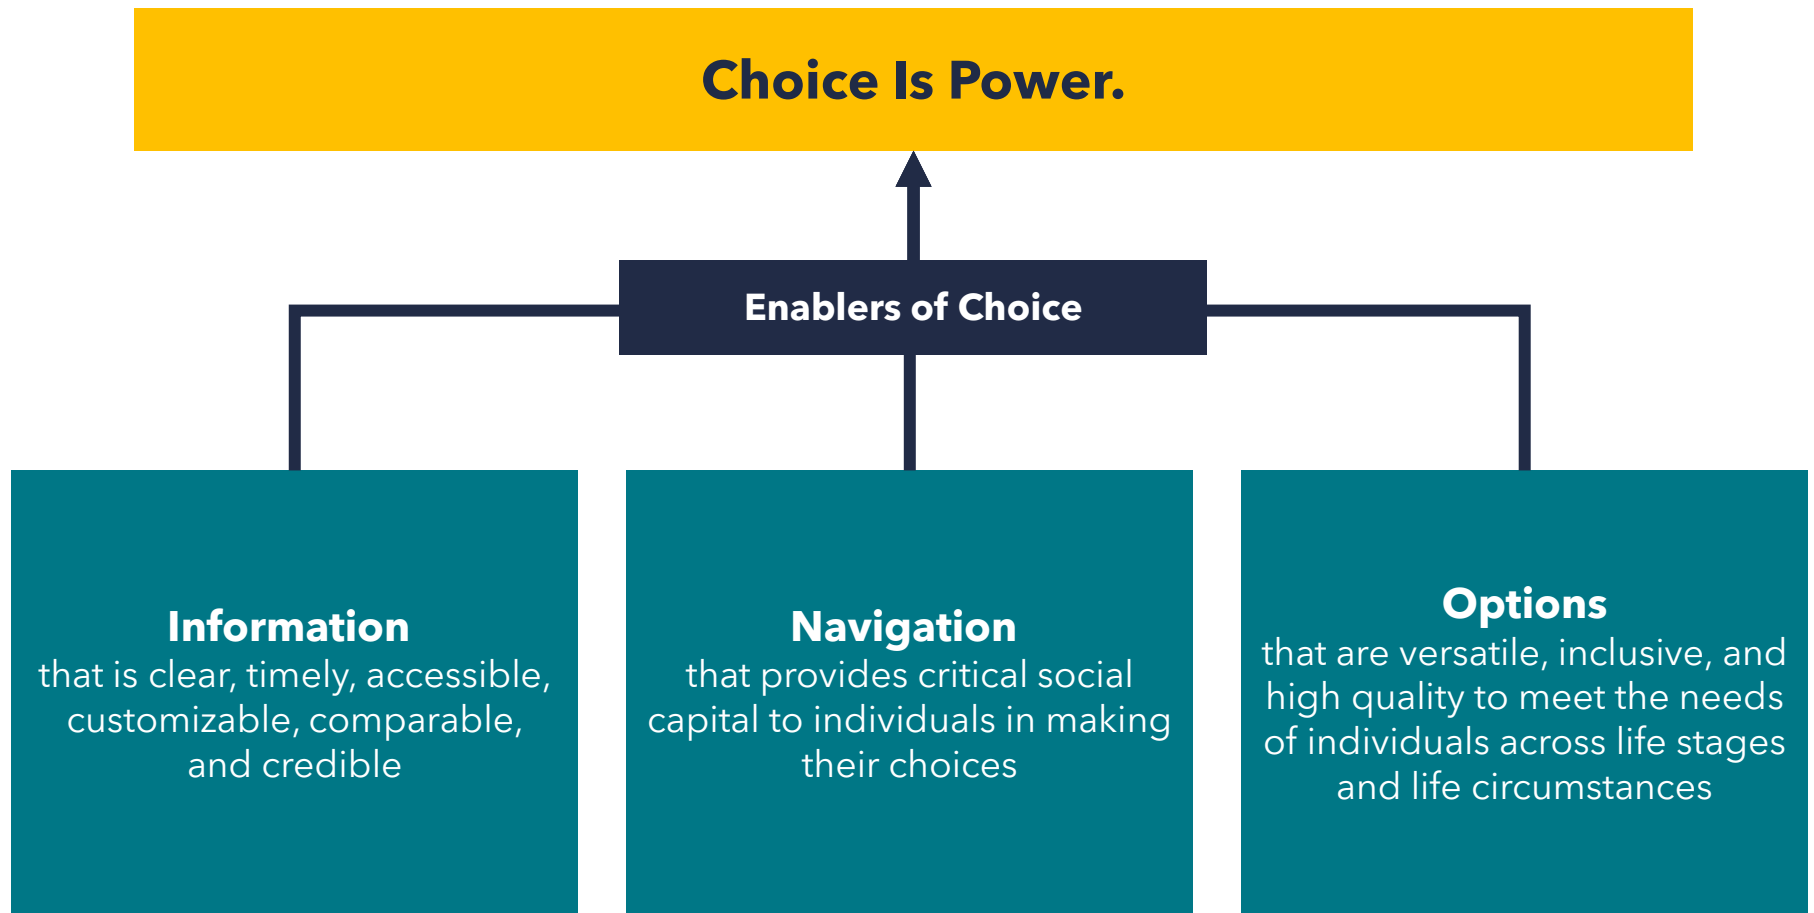 Choice Is Power.
Enablers of Choice
Information
that is clear, timely, accessible,
customizable, comparable,
and credible
Navigation
that provides critical social
capital to individuals in making
their choices
Options
that are versatile, inclusive, and
high quality to meet the needs
of individuals across life stages
and life circumstances